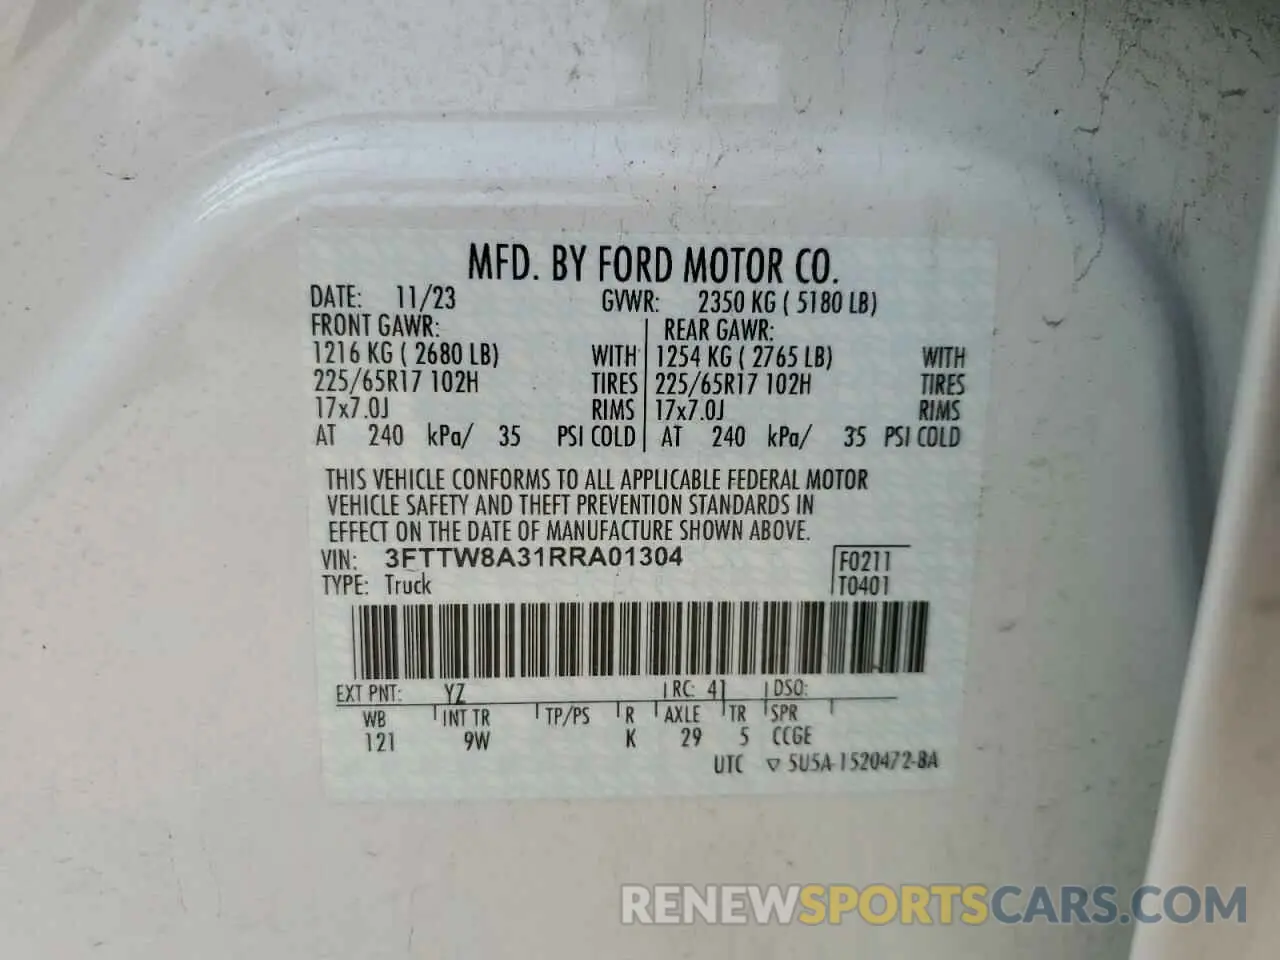 MFD. BY FORD MOTOR CO.
DATE: 11/23 GVWR: 2350 KG ( 5180 LB)
FRONT GAWR: REAR GAWR:
1216 KG ( 2680 LB) WITH 1254 KG ( 2765 LB) WITH
225/65R17 102H TIRES 225/65R17 102H TIRES
17x7.0J RIMS 17x7.0J RIMS
AT 240 kPa/ 35 PSI COLD AT 240 kPa/ 35 PSI COLD
THIS VEHICLE CONFORMS TO ALL APPLICABLE FEDERAL MOTOR
VEHICLE SAFETY AND THEFT PREVENTION STANDARDS IN
EFFECT ON THE DATE OF MANUFACTURE SHOWN ABOVE.
VIN: 3FTTW8A31RRA01304 F0211
TYPE: Truck T0401
EXT PNT: YZ RC: 41 DSO:
WB INT TR TP/PS R AXLE TR SPR
121 9W K 29 5 CCGE
UTC ▽ 5U5A-1520472-BA
RENEWSPORTSCARS.COM